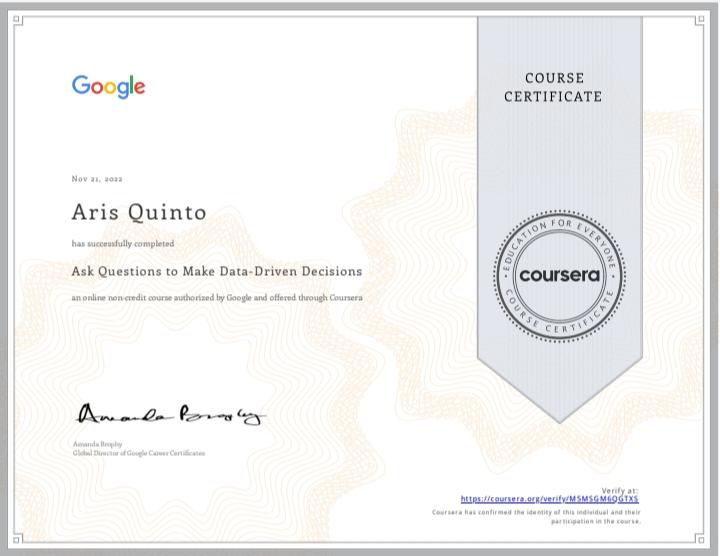 Google
COURSE
CERTIFICATE
Nov 21, 2022
Aris Quinto
has successfully completed
Ask Questions to Make Data-Driven Decisions
an online non-credit course authorized by Google and offered through Coursera
EDUCATION FOR EVERYONE
coursera
COURSE CERTIFICATE
Amanda Brophy
Amanda Brophy
Global Director of Google Career Certificates
Verify at:
https://coursera.org/verify/M5MSGM6QGTXS
Coursera has confirmed the identity of this individual and their
participation in the course.